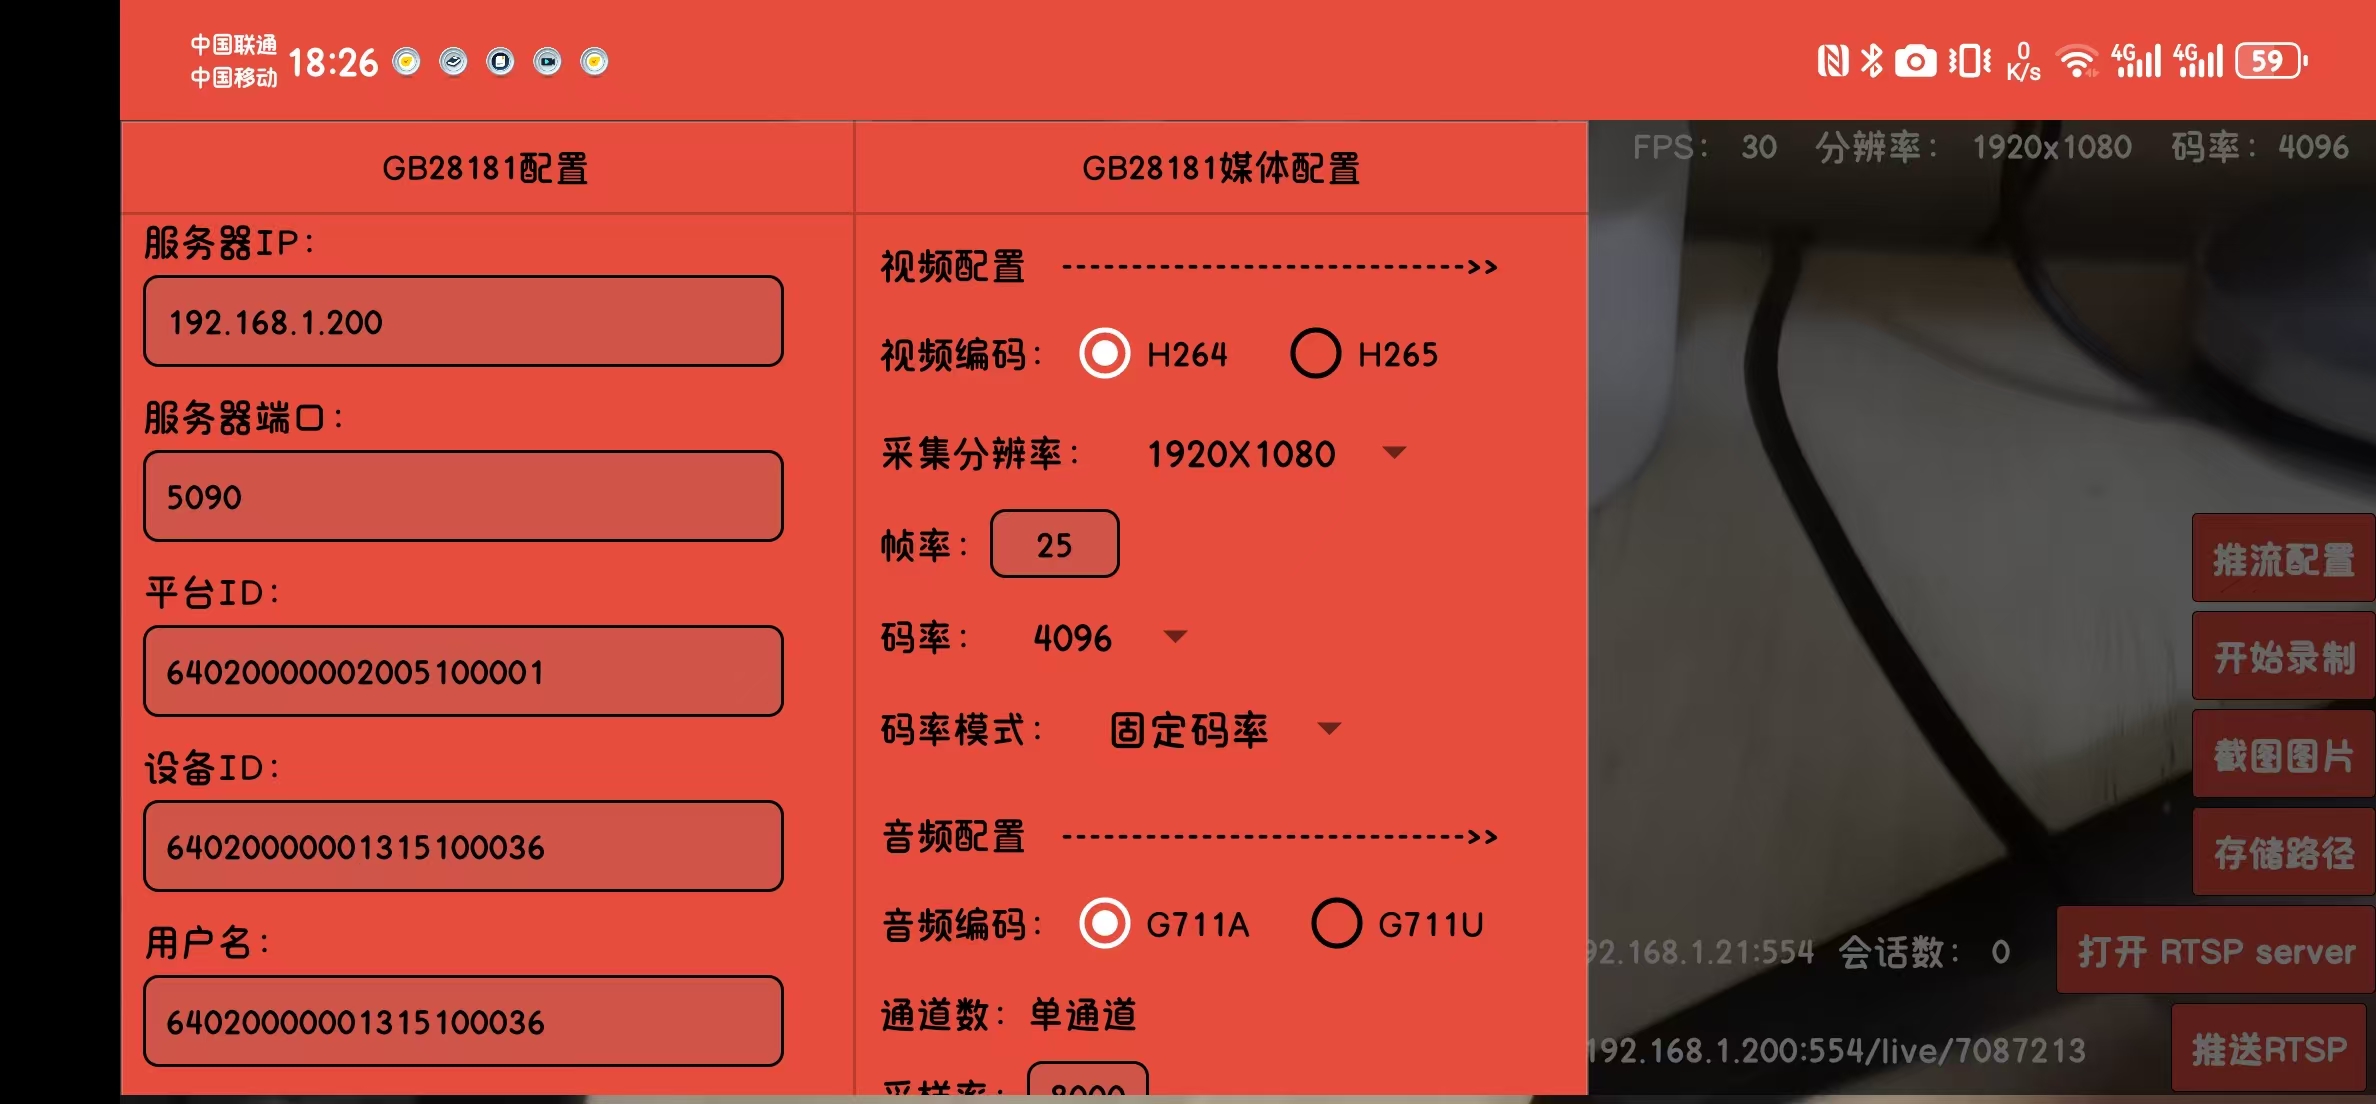 中国联通
中国移动
18:26
0
K/s
4G
4G
59
GB28181配置
GB28181媒体配置
FPS： 30 分辨率： 1920x1080 码率： 4096
服务器IP：
192.168.1.200
服务器端口：
5090
平台ID：
64020000002005100001
设备ID：
64020000001315100036
用户名：
64020000001315100036
视频配置 ----------------------------->>
视频编码： H264 H265
采集分辨率： 1920X1080
帧率： 25
码率： 4096
码率模式： 固定码率
音频配置 ----------------------------->>
音频编码： G711A G711U
通道数： 单通道
采样率： 8000
推流配置
开始录制
截图图片
存储路径
92.168.1.21:554 会话数： 0
打开 RTSP server
192.168.1.200:554/live/7087213
推送RTSP